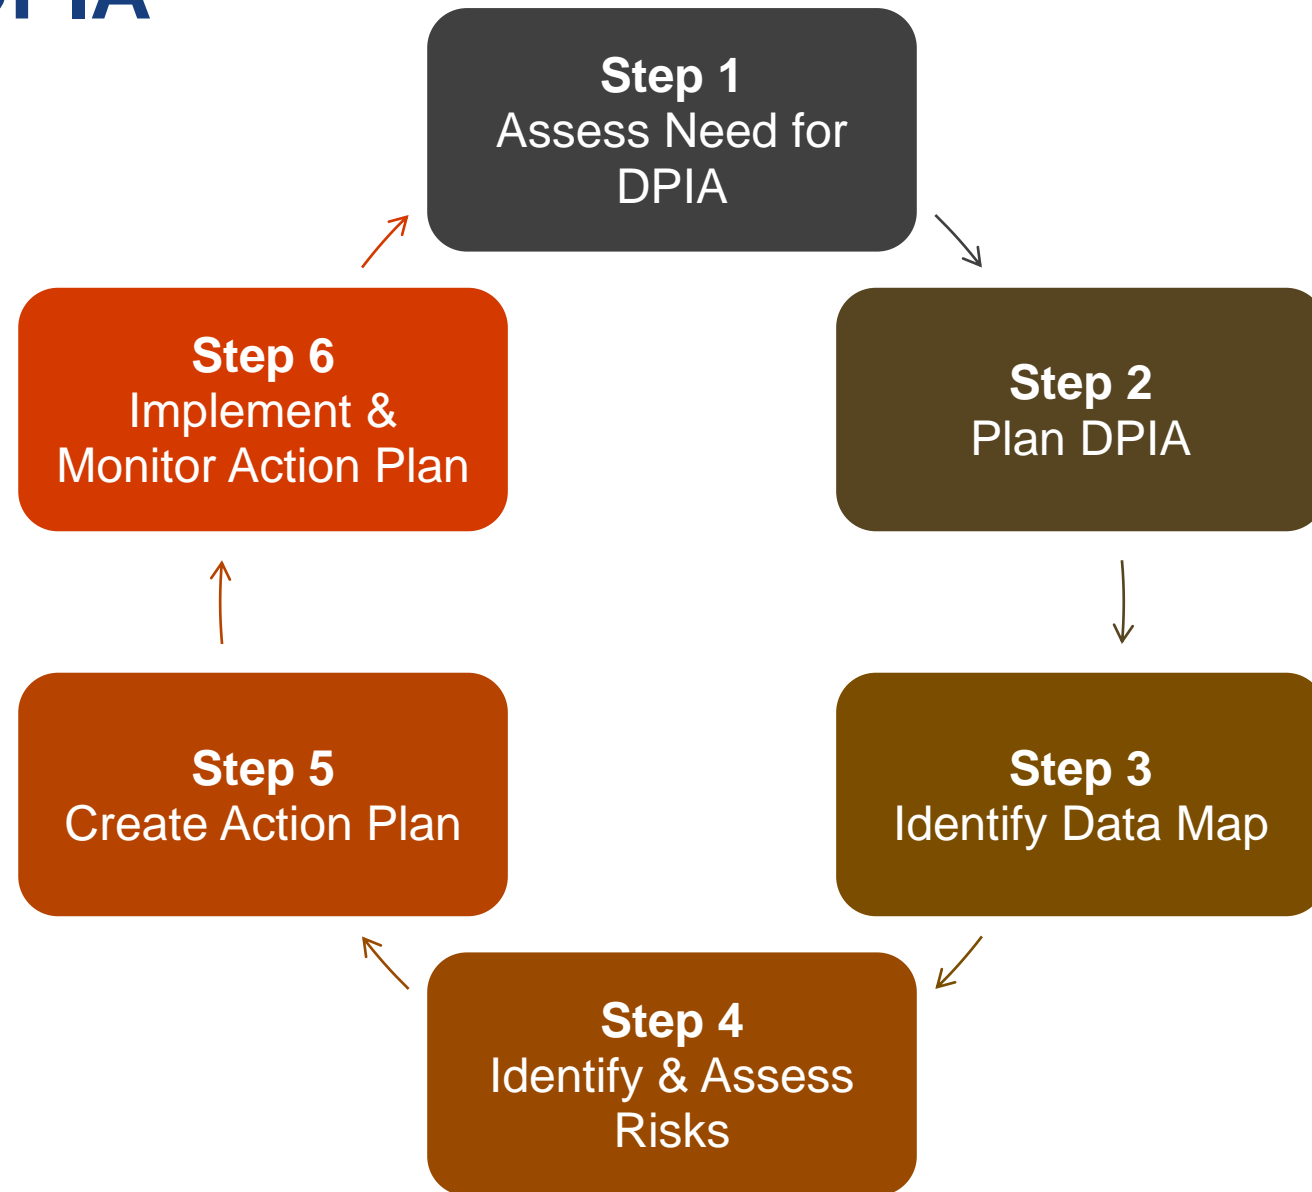 Step 1
Assess Need for
DPIA
Step 2
Plan DPIA
Step 3
Identify Data Map
Step 4
Identify & Assess
Risks
Step 5
Create Action Plan
Step 6
Implement &
Monitor Action Plan